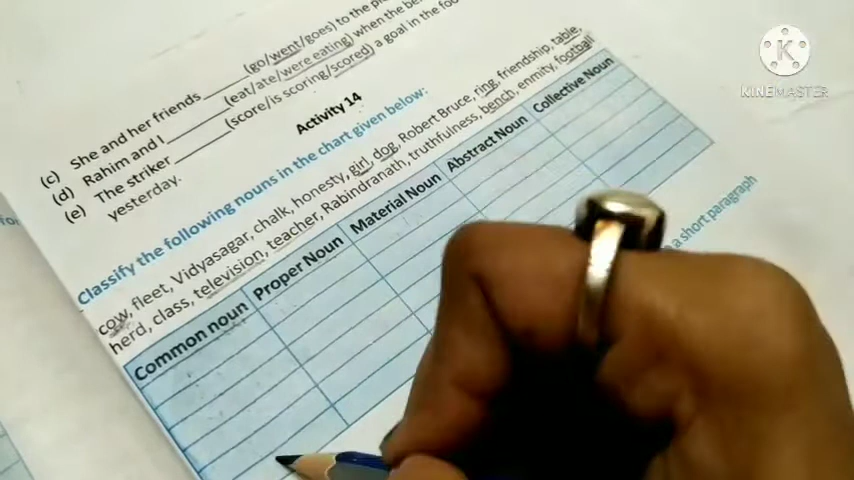 (c) She and her friends ______ (go/went/goes) to the
(d) Rahim and I ______ (eat/ate/were eating) when the
(e) The striker ______ (score/is scoring/scored) a goal in the
yesterday.
Activity 14
Classify the following nouns in the chart given below:
cow, fleet, Vidyasagar, chalk, honesty, girl, dog, Robert Bruce, ring, friendship, table,
herd, class, television, teacher, Rabindranath, truthfulness, bench, enmity, football
Common noun Proper Noun Material Noun Abstract Noun Collective Noun
a short paragraph
KINEMASTER